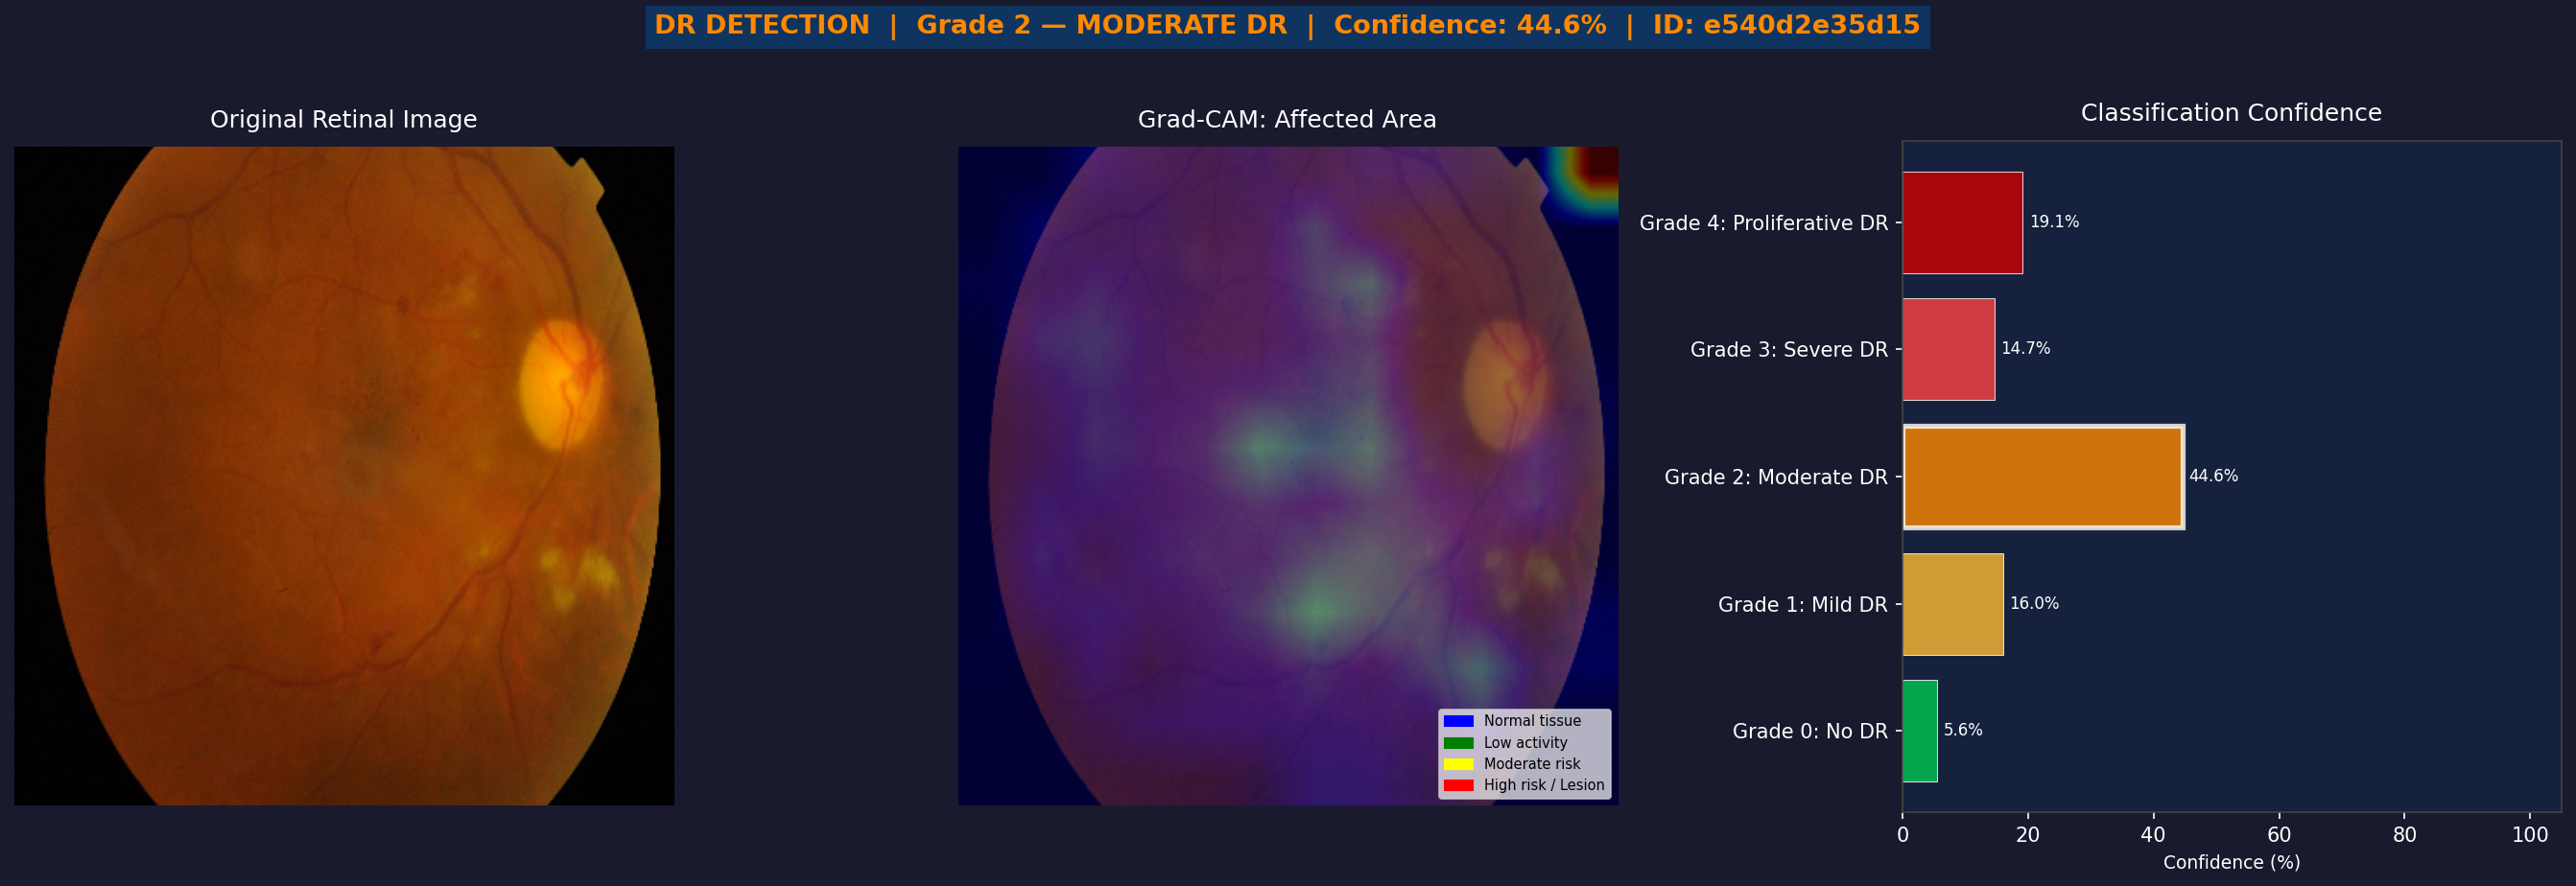 DR DETECTION | Grade 2 — MODERATE DR | Confidence: 44.6% | ID: e540d2e35d15
Original Retinal Image
Grad-CAM: Affected Area
Normal tissue
Low activity
Moderate risk
High risk / Lesion
Classification Confidence
Grade 4: Proliferative DR
19.1%
Grade 3: Severe DR
14.7%
Grade 2: Moderate DR
44.6%
Grade 1: Mild DR
16.0%
Grade 0: No DR
5.6%
0 20 40 60 80 100
Confidence (%)